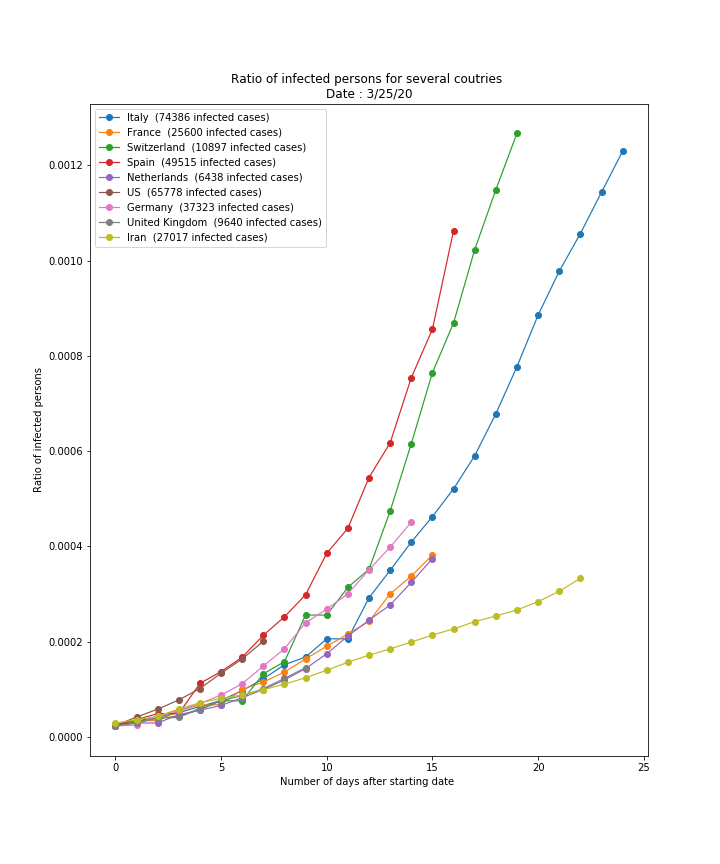 Ratio of infected persons for several coutries
Date : 3/25/20
Italy  (74386 infected cases)
France  (25600 infected cases)
Switzerland  (10897 infected cases)
Spain  (49515 infected cases)
Netherlands  (6438 infected cases)
US  (65778 infected cases)
Germany  (37323 infected cases)
United Kingdom  (9640 infected cases)
Iran  (27017 infected cases)
Ratio of infected persons
0.0012
0.0010
0.0008
0.0006
0.0004
0.0002
0.0000
0 5 10 15 20 25
Number of days after starting date